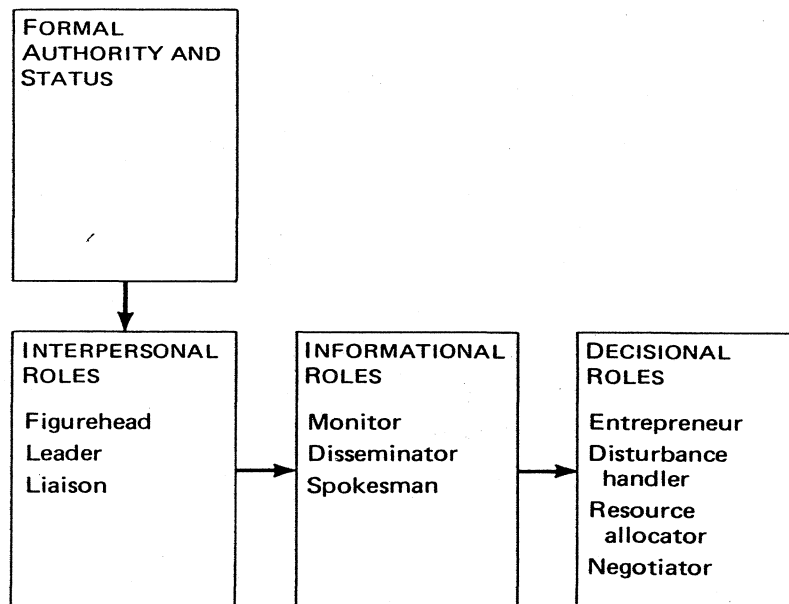 FORMAL
AUTHORITY AND
STATUS
INTERPERSONAL
ROLES
Figurehead
Leader
Liaison
INFORMATIONAL
ROLES
Monitor
Disseminator
Spokesman
DECISIONAL
ROLES
Entrepreneur
Disturbance
handler
Resource
allocator
Negotiator